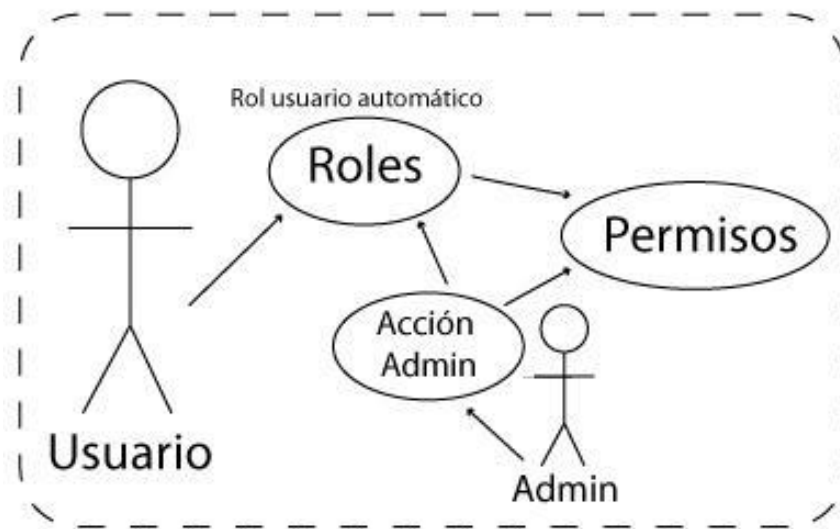 Rol usuario automático
Roles
Permisos
Acción
Admin
Usuario
Admin